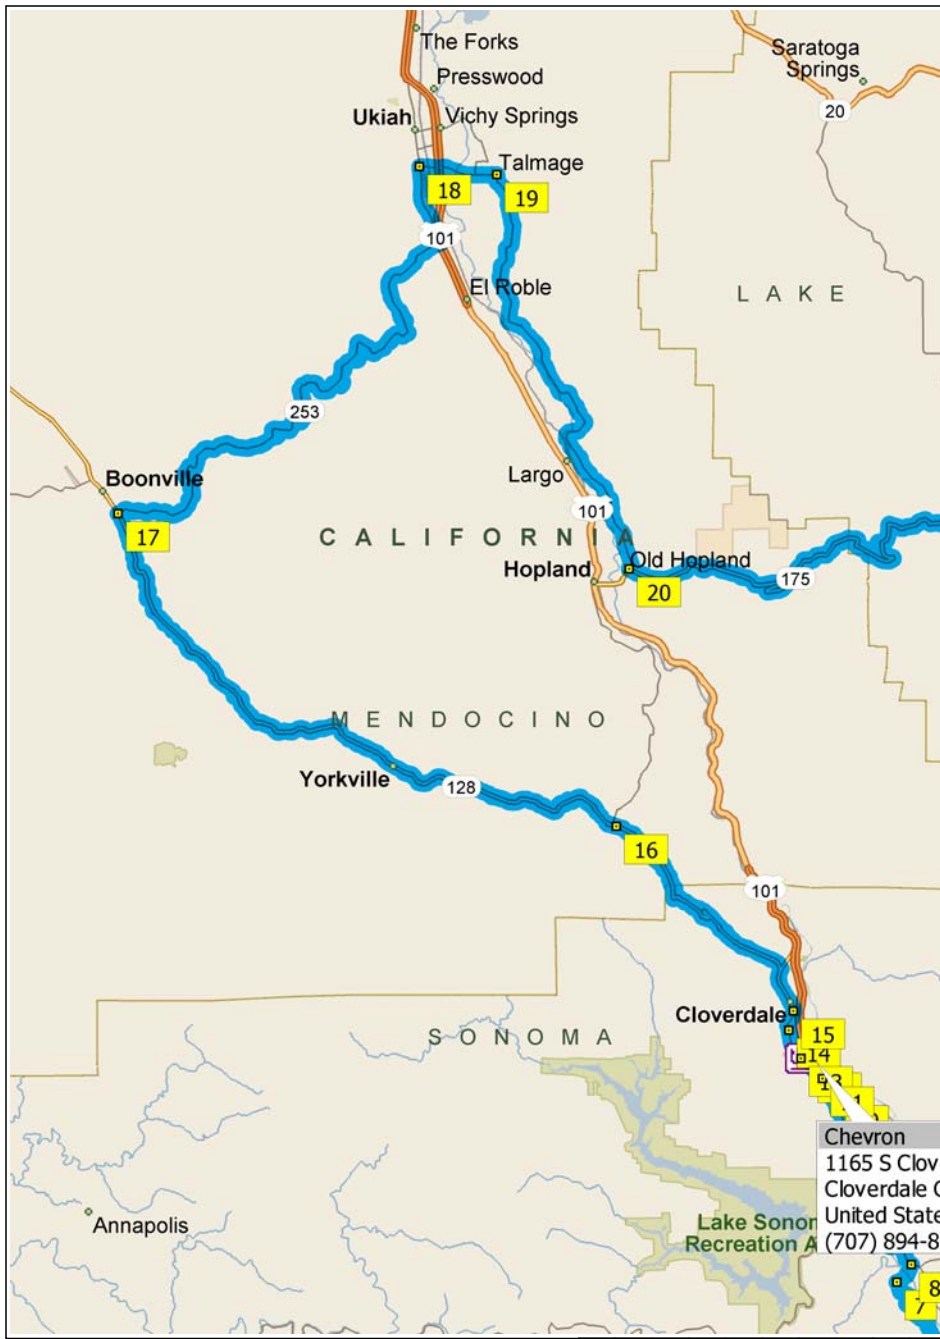 The Forks
Saratoga
Springs
Presswood
20
Ukiah
Vichy Springs
Talmage
18
19
101
El Roble
LAKE
253
Boonville
Largo
101
17
CALIFORNIA
Old Hopland
Hopland
175
20
MENDOCINO
Yorkville
128
16
101
Cloverdale
SONOMA
15
14
13
Chevron
1165 S Clov
Cloverdale C
United State
(707) 894-8
Annapolis
Lake Sonom
Recreation A
8
7